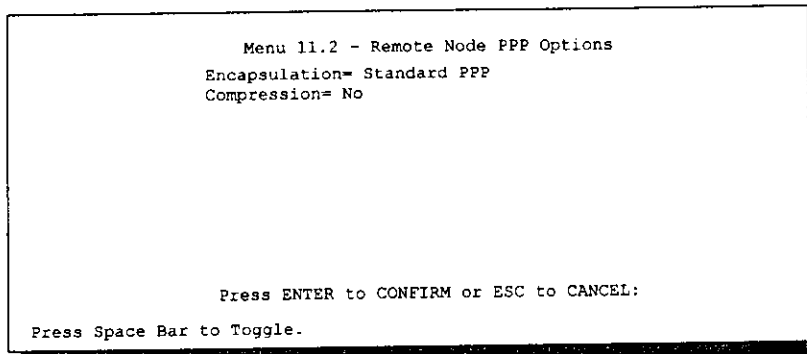 Menu 11.2 - Remote Node PPP Options
Encapsulation= Standard PPP
Compression= No
Press ENTER to CONFIRM or ESC to CANCEL:
Press Space Bar to Toggle.